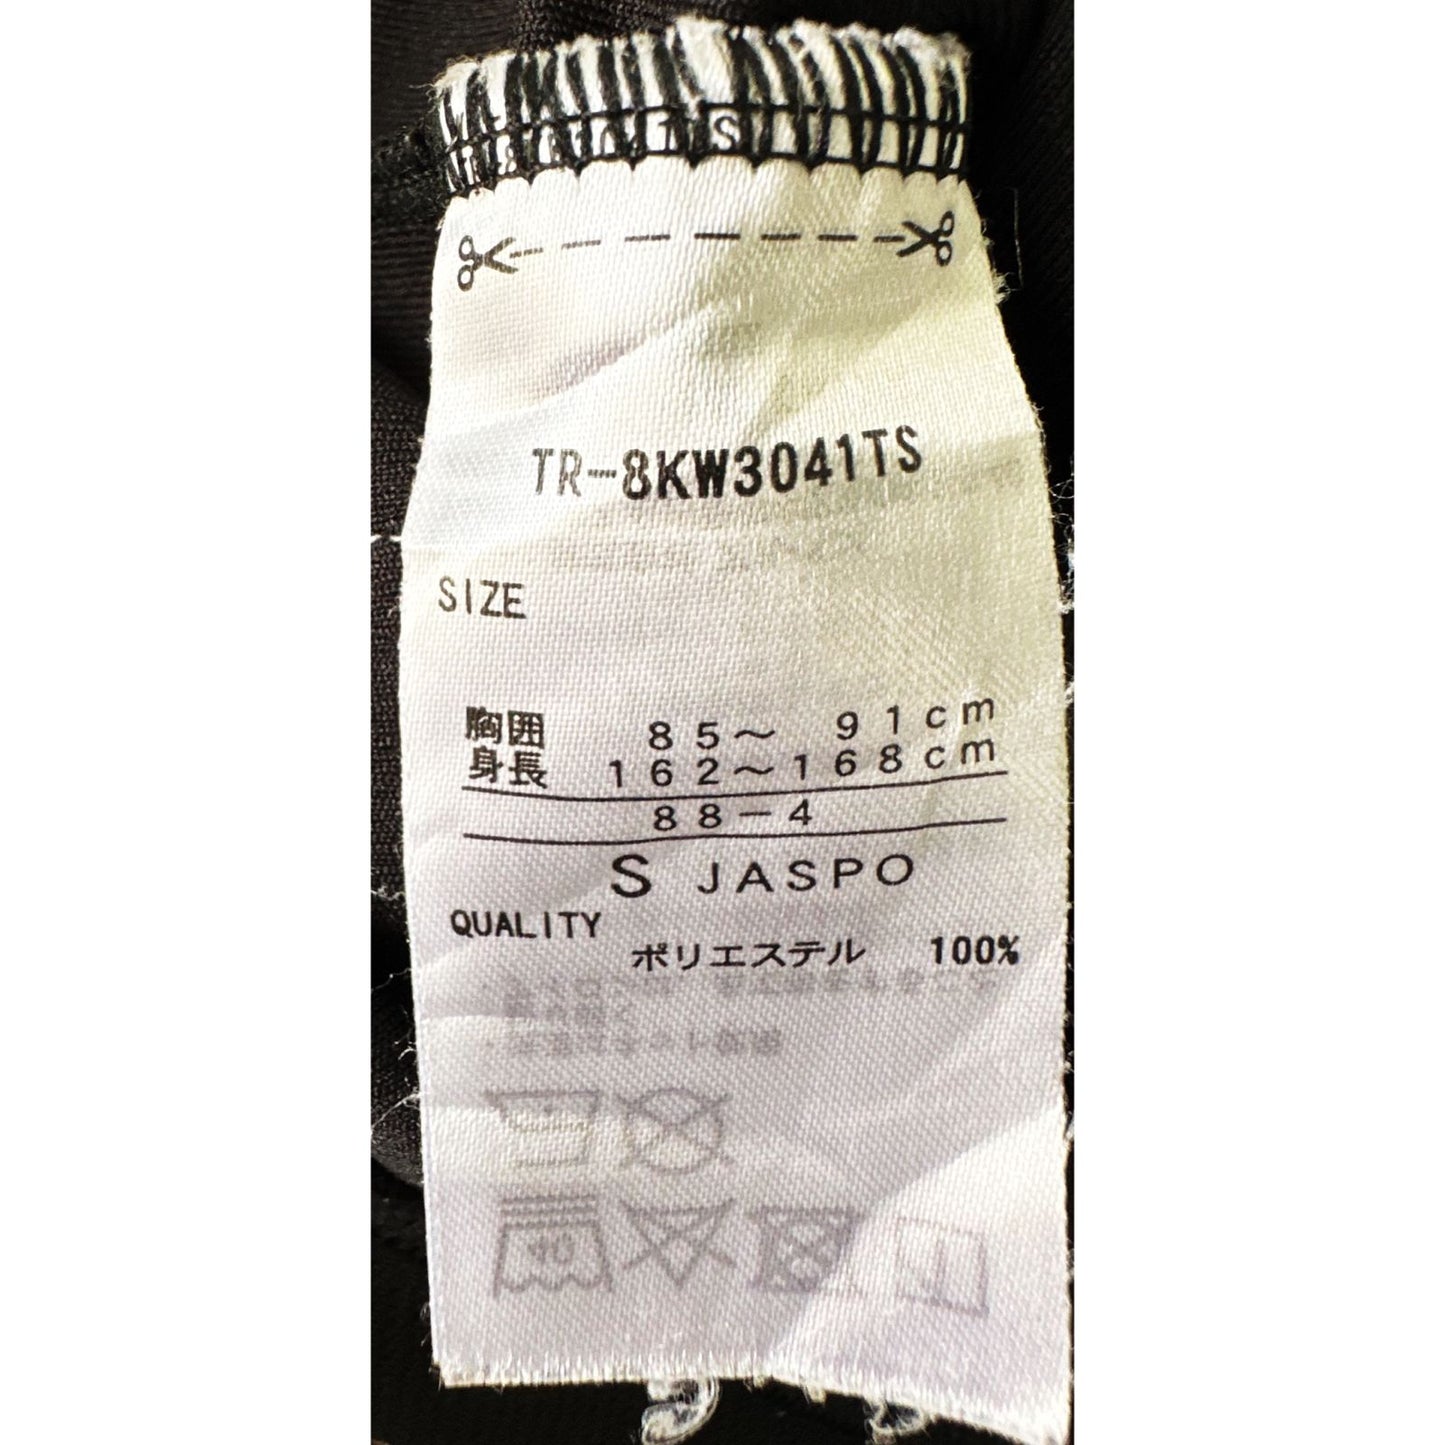 TR-8KW3041TS
SIZE
胸囲 85～ 91cm
身長 162～168cm
88-4
S JASPO
QUALITY
ポリエステル 100%